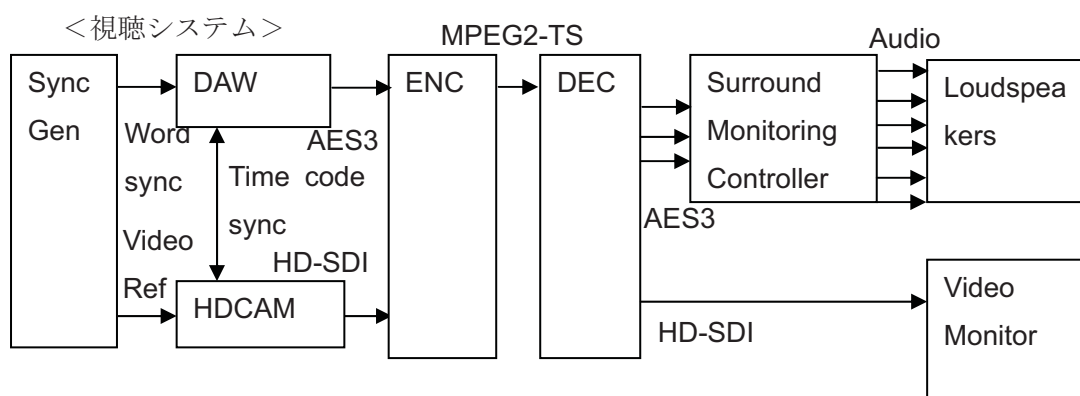 <視聴システム>
MPEG2-TS
Audio
Sync
Gen
DAW
ENC
DEC
Surround
Monitoring
Controller
Loudspea
kers
Word
sync
AES3
Time code
sync
Video
Ref
HD-SDI
HDCAM
AES3
HD-SDI
Video
Monitor